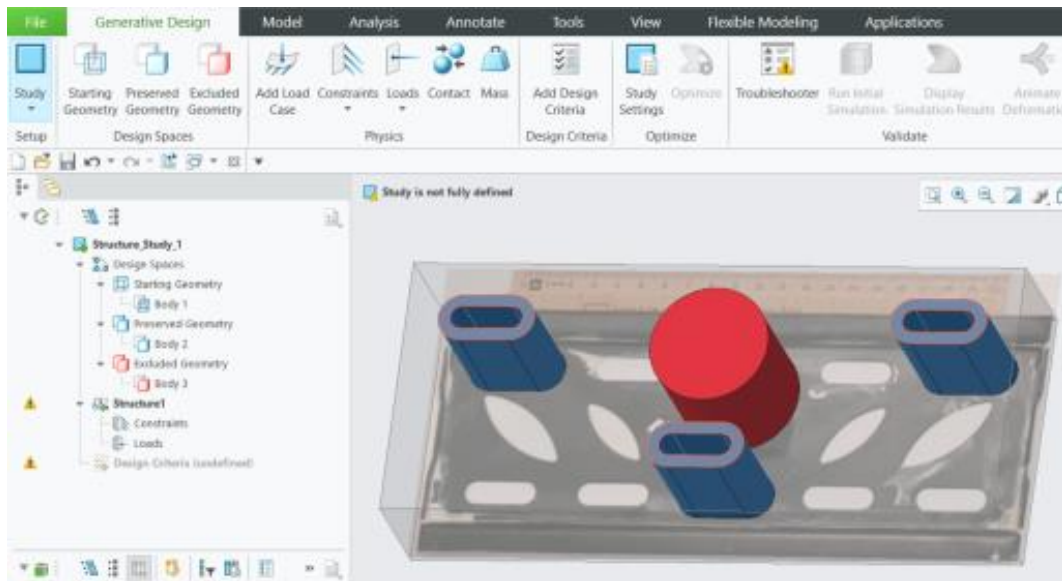 File Generative Design Model Analysis Annotate Tools View Flexible Modeling Applications
Study Starting Geometry Preserved Geometry Excluded Geometry Add Load Case Constraints Loads Contact Mass Add Design Criteria Study Settings Optimize Troubleshooter Run Initial Simulation Display Simulation Results Animate
Setup Design Spaces Physics Design Criteria Optimize Validate
Study is not fully defined
Structure_Study_1
Design Spaces
Starting Geometry
Body 1
Preserved Geometry
Body 2
Excluded Geometry
Body 3
Structure1
Constraints
Loads
Design Criteria (undefined)